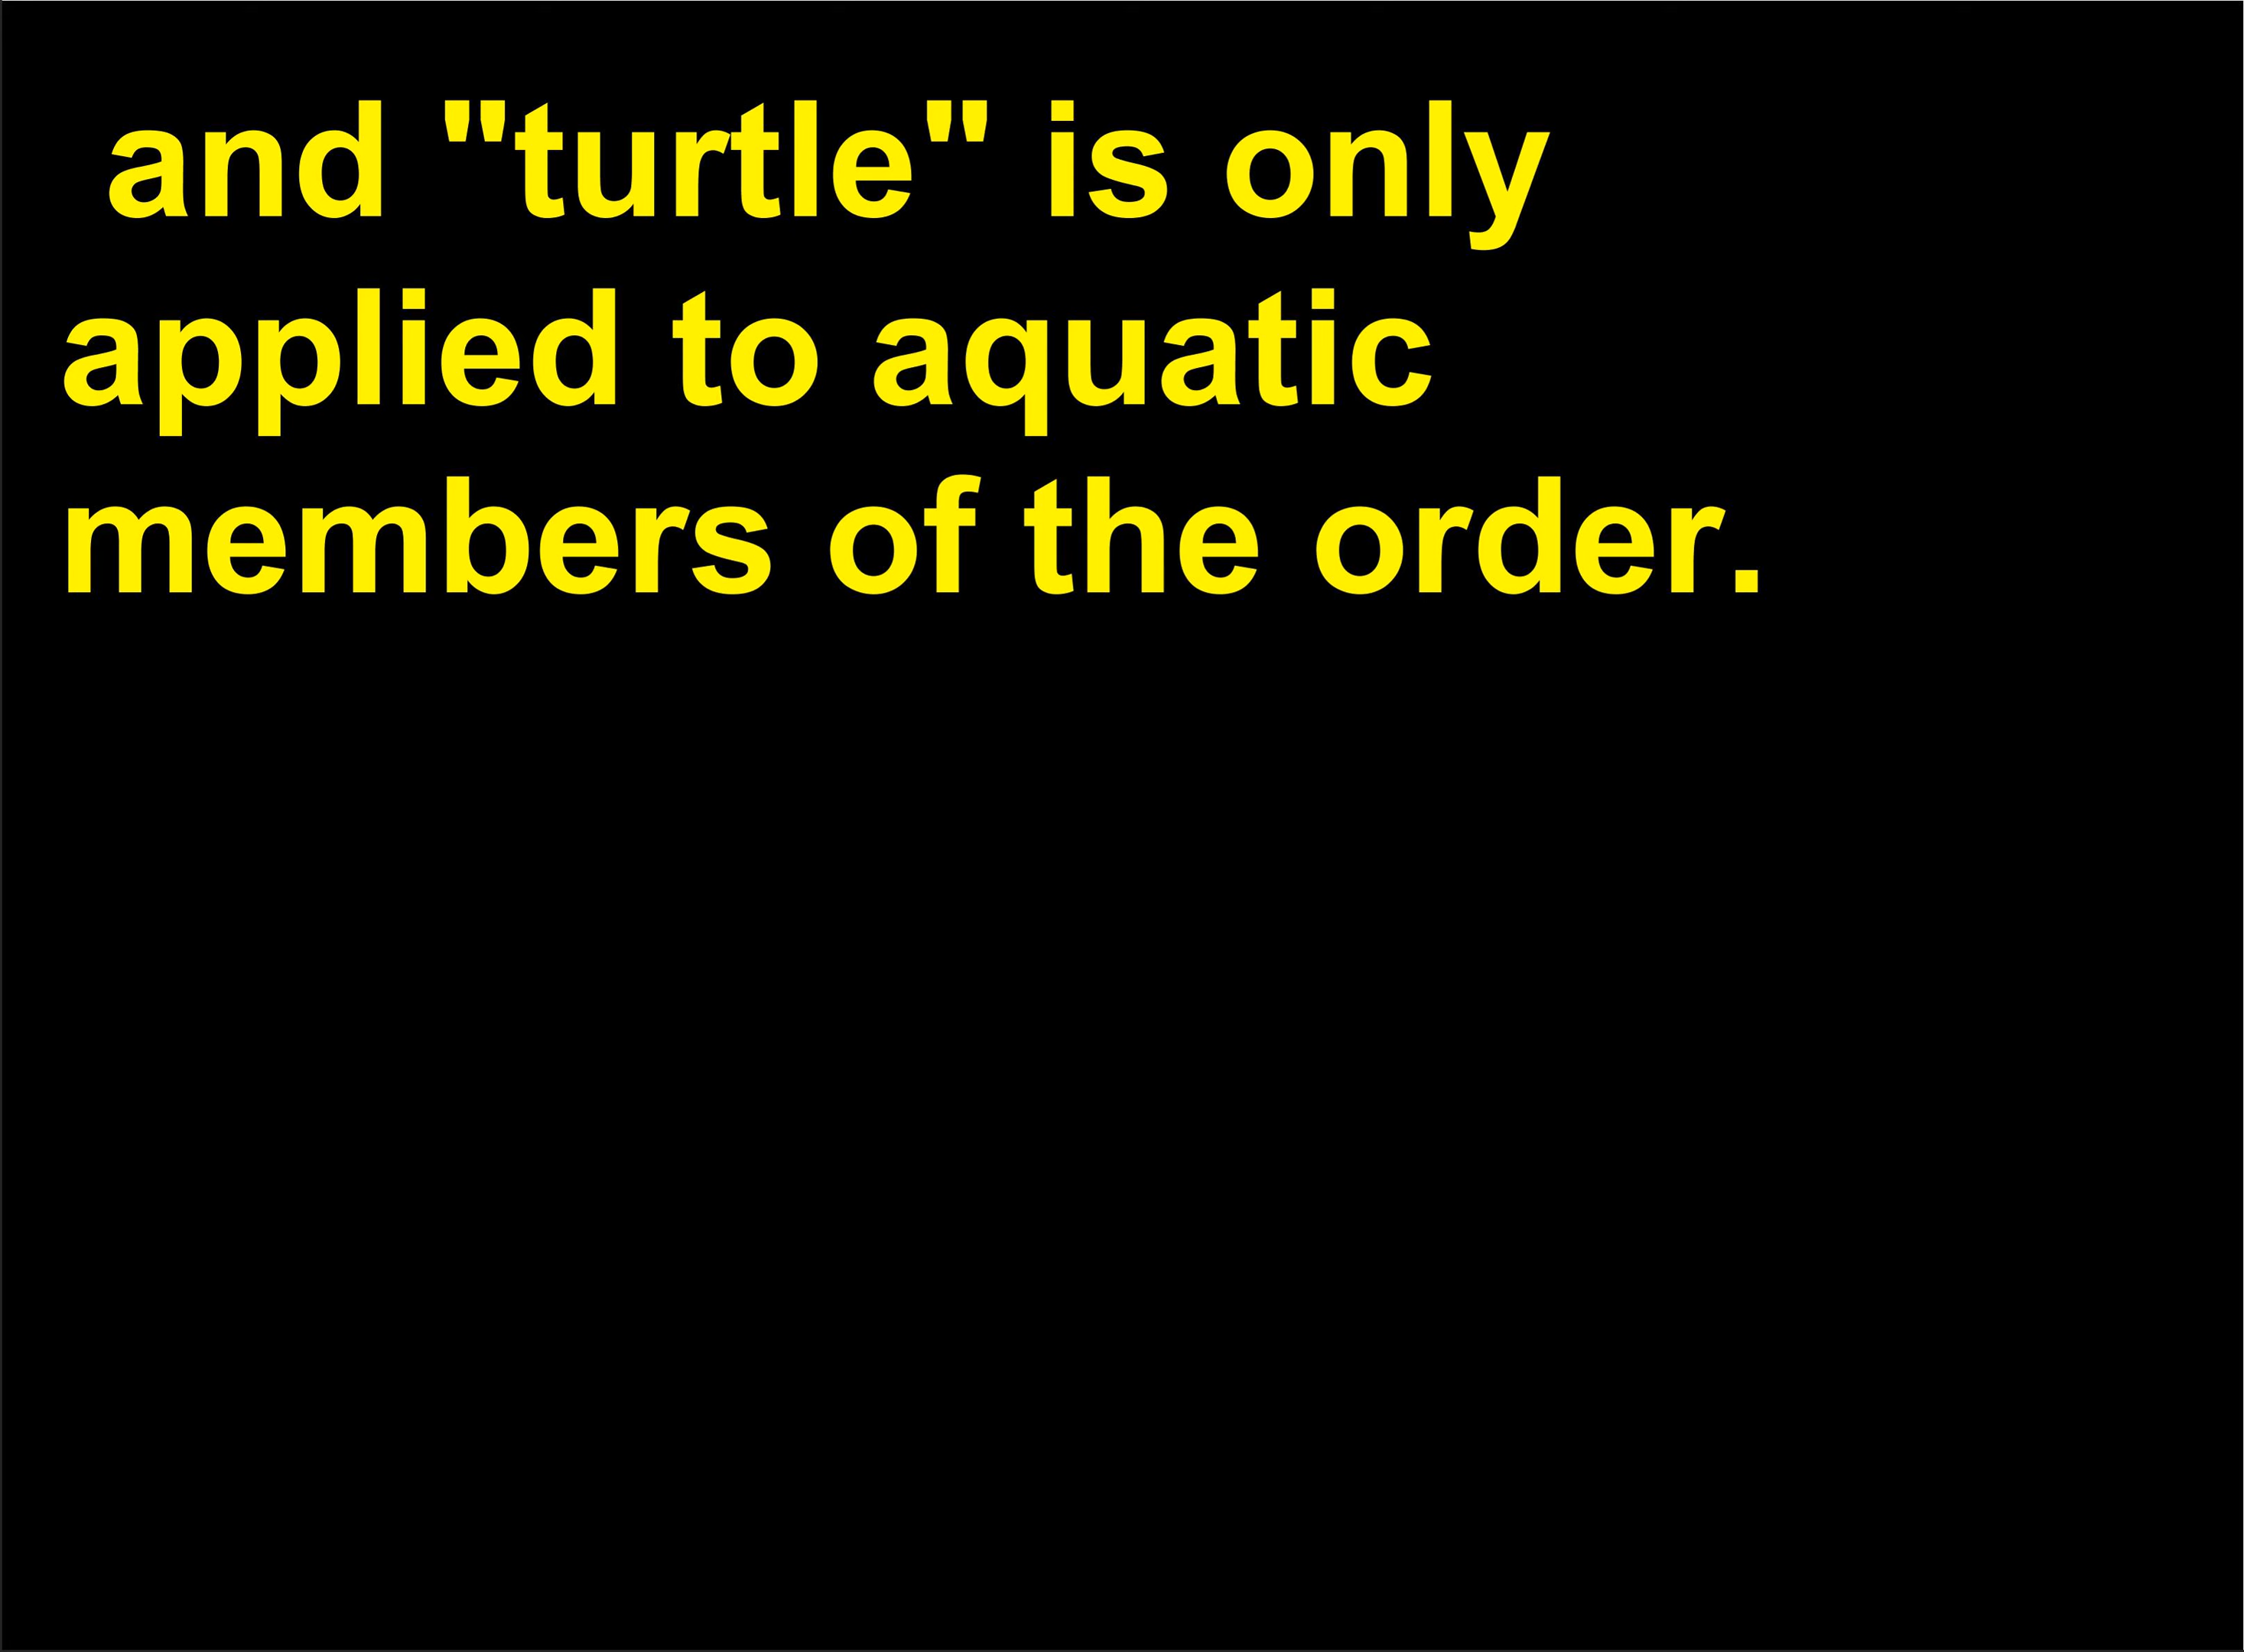 and "turtle" is only
applied to aquatic
members of the order.